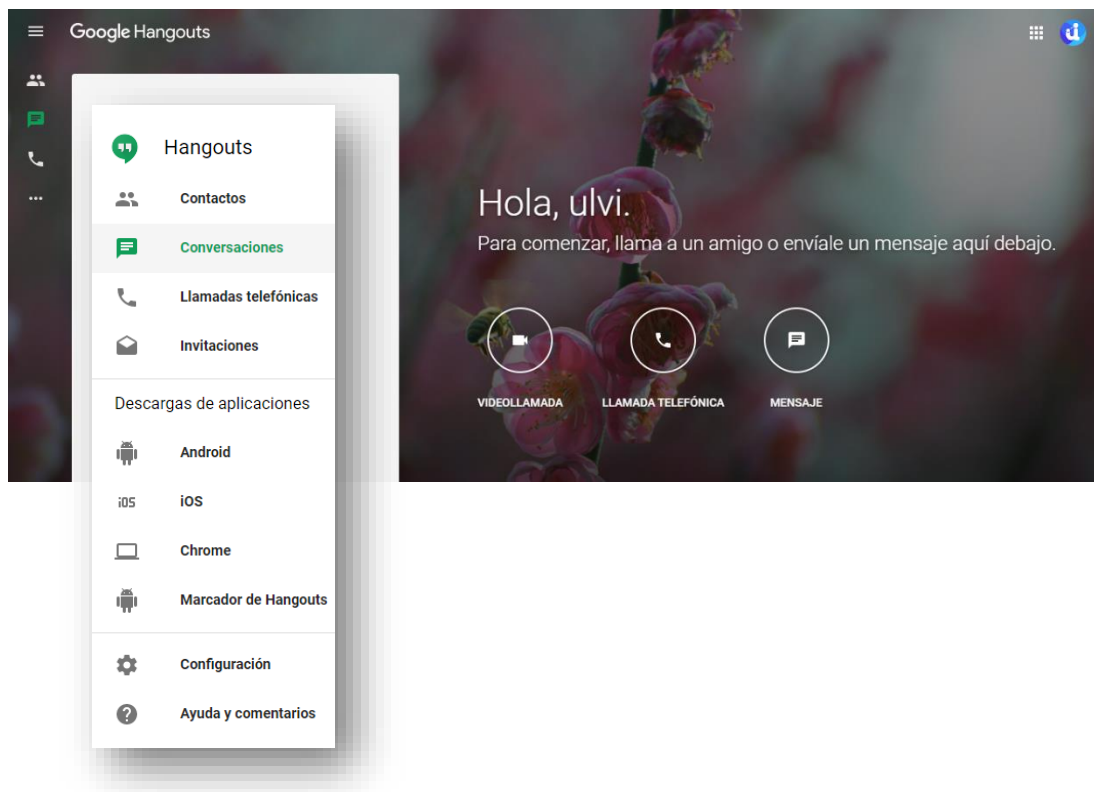 Google Hangouts
Hangouts
Contactos
Conversaciones
Llamadas telefónicas
Invitaciones
Descargas de aplicaciones
Android
iOS
iOS
Chrome
Marcador de Hangouts
Configuración
Ayuda y comentarios
Hola, ulvi.
Para comenzar, llama a un amigo o envíale un mensaje aquí debajo.
VIDEOLLAMADA
LLAMADA TELEFÓNICA
MENSAJE